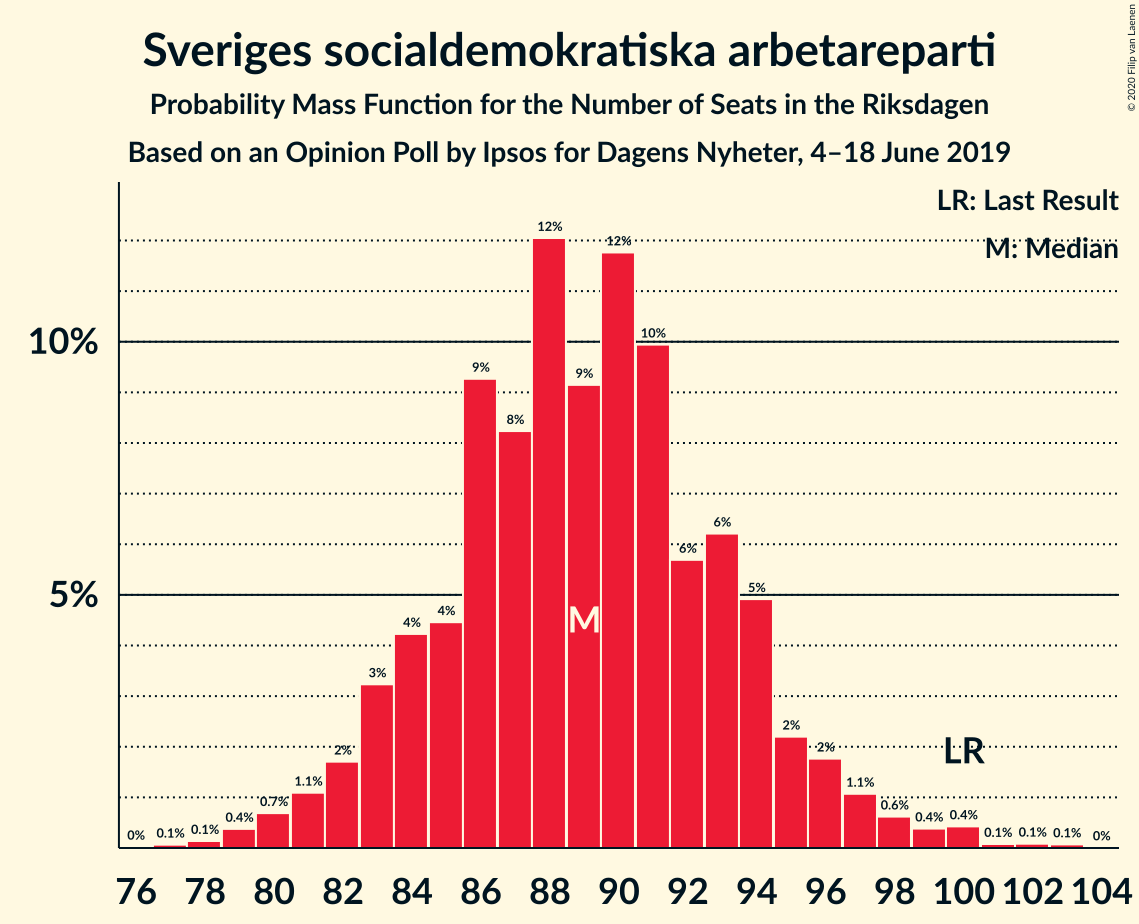 Sveriges socialdemokratiska arbetareparti
Probability Mass Function for the Number of Seats in the Riksdagen
Based on an Opinion Poll by Ipsos for Dagens Nyheter, 4–18 June 2019
© 2020 Filip van Laenen
LR: Last Result
M: Median
10%
5%
0% 0.1% 0.1% 0.4% 0.7% 1.1% 2% 3% 4% 4% 9% 8% 12% 9% 12% 10% 6% 6% 5% 2% 2% 1.1% 0.6% 0.4% 0.4% 0.1% 0.1% 0.1% 0%
M
LR
76 78 80 82 84 86 88 90 92 94 96 98 100 102 104